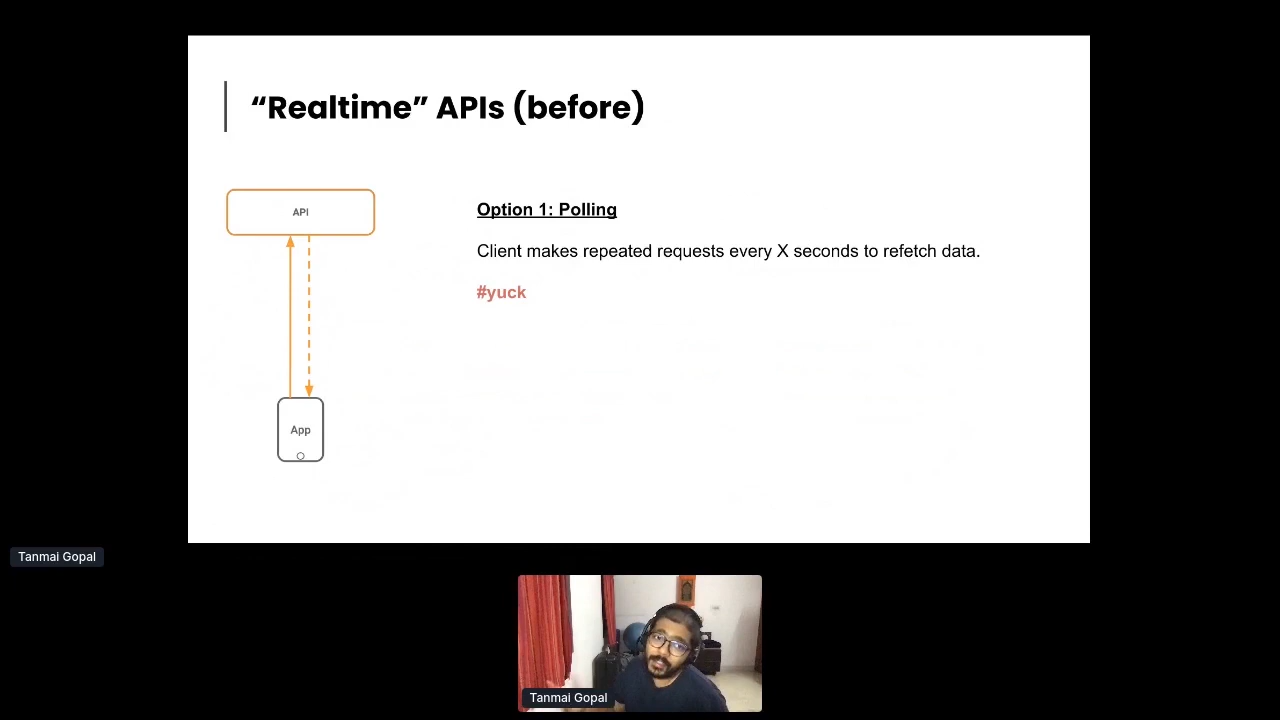 “Realtime” APIs (before)
API
Option 1: Polling
Client makes repeated requests every X seconds to refetch data.
#yuck
App
Tanmai Gopal
Tanmai Gopal